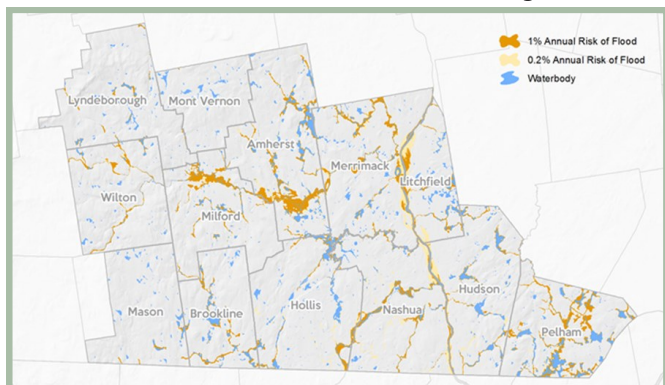 1% Annual Risk of Flood
0.2% Annual Risk of Flood
Waterbody
Lyndeborough
Mont Vernon
Amherst
Merrimack
Litchfield
Wilton
Milford
Mason
Brookline
Hollis
Nashua
Hudson
Pelham